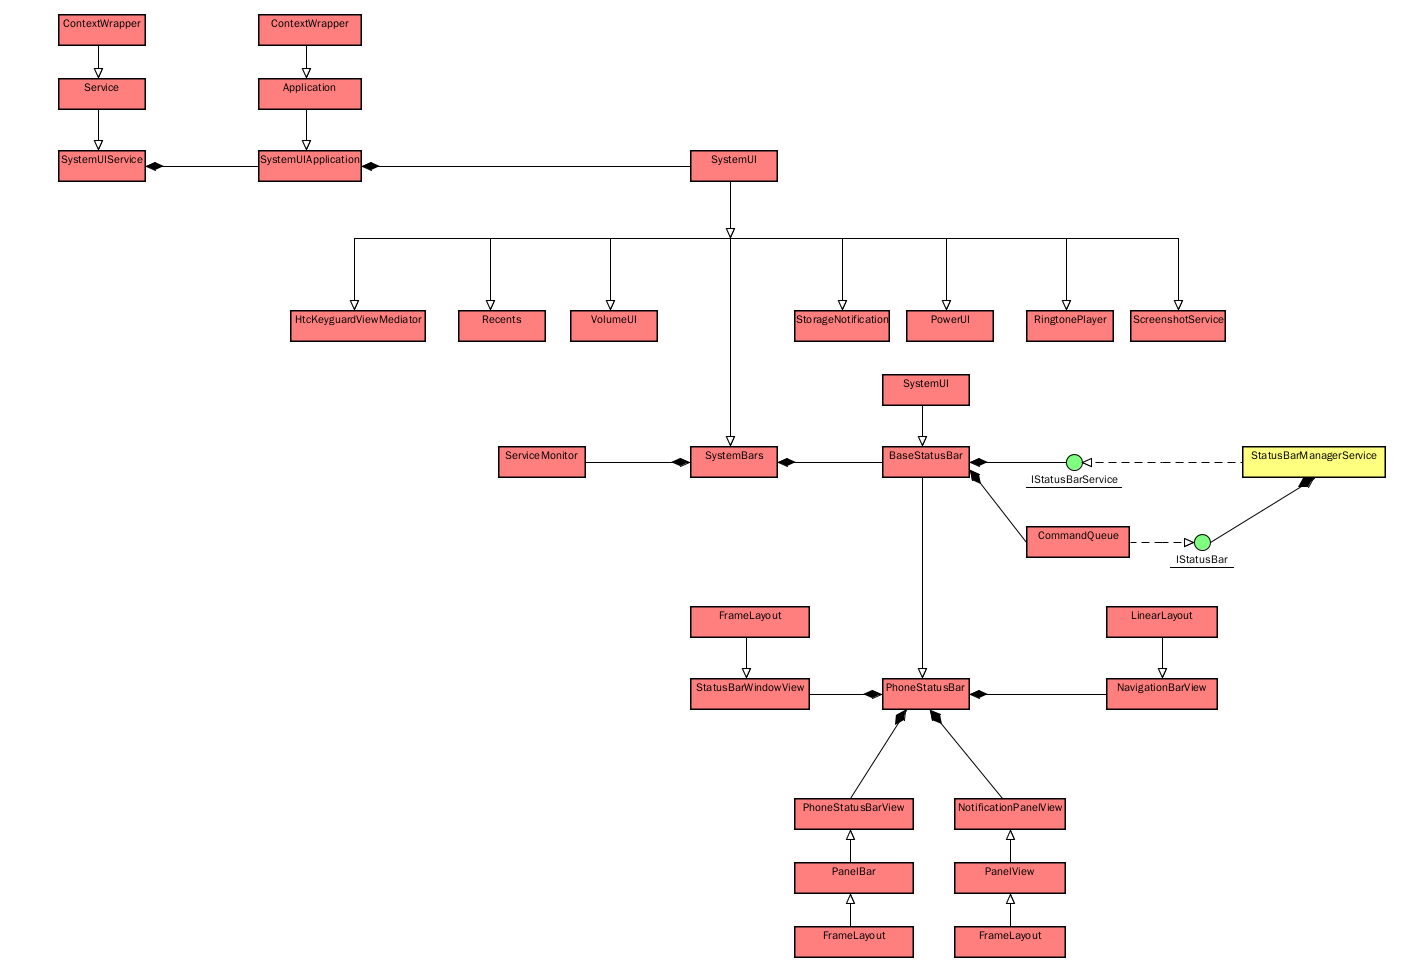 ContextWrapper
ContextWrapper
Service
Application
SystemUIService
SystemUIApplication
SystemUI
HtcKeyguardViewMediator
Recents
VolumeUI
StorageNotification
PowerUI
RingtonePlayer
ScreenshotService
SystemUI
ServiceMonitor
SystemBars
BaseStatusBar
StatusBarManagerService
IStatusBarService
CommandQueue
IStatusBar
FrameLayout
LinearLayout
StatusBarWindowView
PhoneStatusBar
NavigationBarView
PhoneStatusBarView
NotificationPanelView
PanelBar
PanelView
FrameLayout
FrameLayout